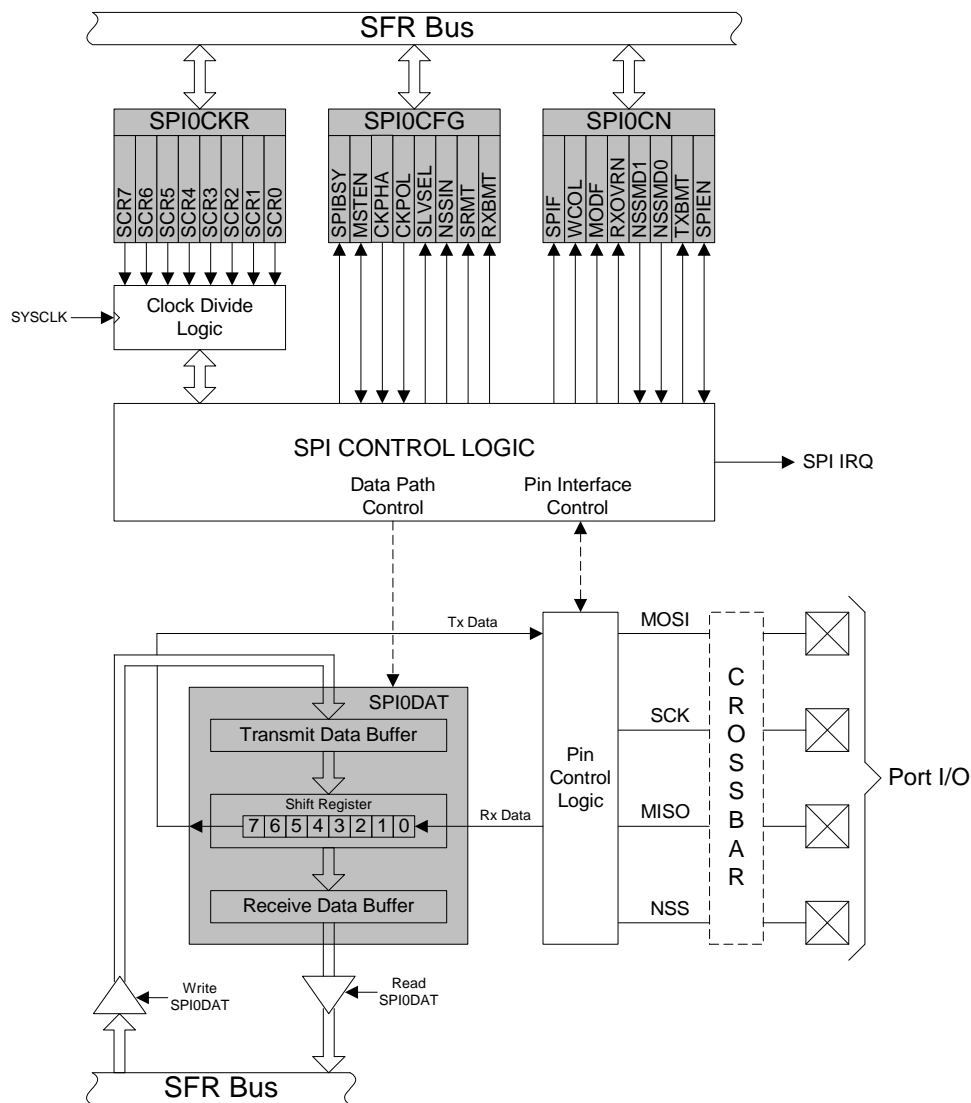 SFR Bus
SPI0CKR
SPI0CFG
SPI0CN
SCR7
SCR6
SCR5
SCR4
SCR3
SCR2
SCR1
SCR0
SPIBSY
MSTEN
CKPHA
CKPOL
SLVSEL
NSSIN
SRMT
RXBMT
SPIF
WCOL
MODF
RXOVRN
NSSMD1
NSSMD0
TXBMT
SPIEN
SYSCLK
Clock Divide
Logic
SPI CONTROL LOGIC
SPI IRQ
Data Path
Control
Pin Interface
Control
Tx Data
MOSI
SPI0DAT
Transmit Data Buffer
SCK
Shift Register
7 6 5 4 3 2 1 0
Rx Data
Pin
Control
Logic
MISO
Receive Data Buffer
NSS
CROSSBAR
Port I/O
Write
SPI0DAT
Read
SPI0DAT
SFR Bus